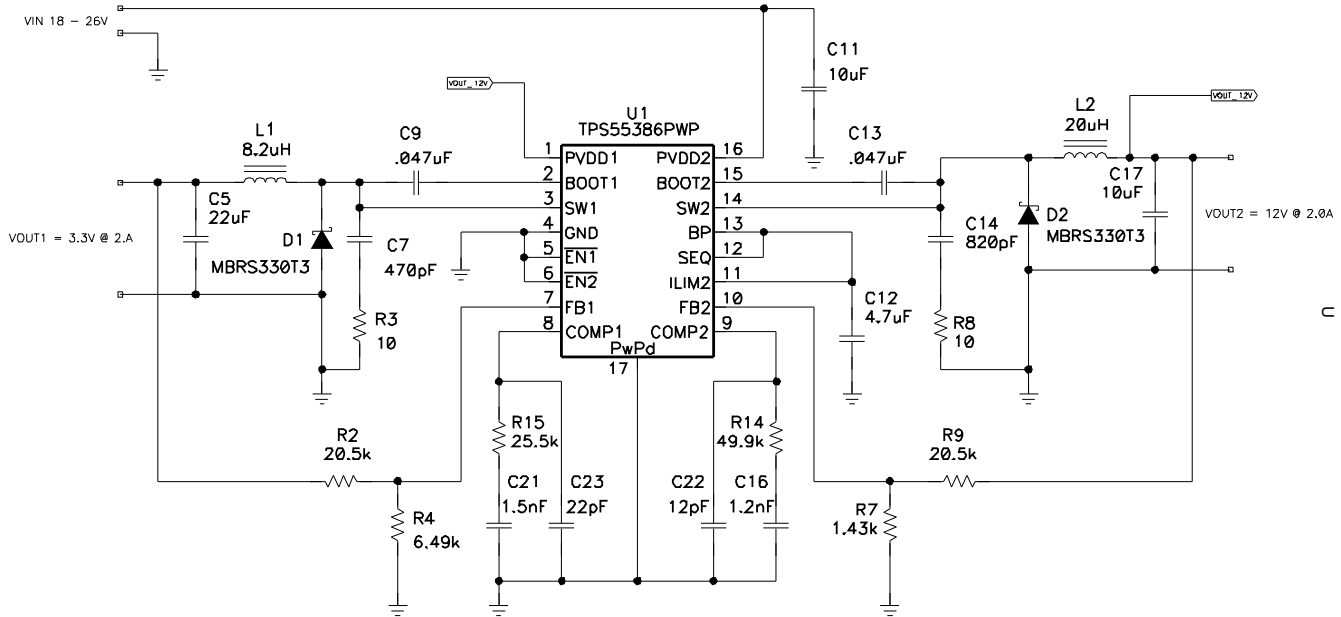 VIN 18 - 26V
C11
10uF
VOUT_12V
U1
TPS55386PWP
L2
20uH
VOUT_12V
L1
8.2uH
C9
.047uF
C13
.047uF
1
PVDD1
PVDD2
16
2
BOOT1
BOOT2
15
3
SW1
SW2
14
4
GND
BP
13
5
EN1
SEQ
12
6
EN2
ILIM2
11
7
FB1
FB2
10
8
COMP1
COMP2
9
PwPd
17
C5
22uF
VOUT1 = 3.3V @ 2.A
D1
MBRS330T3
C7
470pF
R3
10
C17
10uF
VOUT2 = 12V @ 2.0A
D2
MBRS330T3
C14
820pF
C12
4.7uF
R8
10
U
R15
25.5k
R14
49.9k
R2
20.5k
R9
20.5k
C21
1.5nF
C23
22pF
C22
12pF
C16
1.2nF
R4
6.49k
R7
1.43k